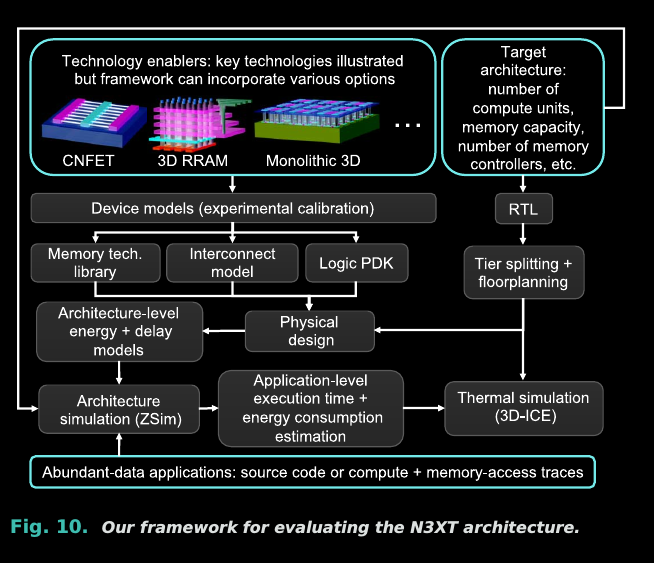 Technology enablers: key technologies illustrated
but framework can incorporate various options
CNFET
3D RRAM
Monolithic 3D
...
Target
architecture:
number of
compute units,
memory capacity,
number of memory
controllers, etc.
Device models (experimental calibration)
RTL
Memory tech.
library
Interconnect
model
Logic PDK
Tier splitting +
floorplanning
Architecture-level
energy + delay
models
Physical
design
Architecture
simulation (ZSim)
Application-level
execution time +
energy consumption
estimation
Thermal simulation
(3D-ICE)
Abundant-data applications: source code or compute + memory-access traces
Fig. 10. Our framework for evaluating the N3XT architecture.